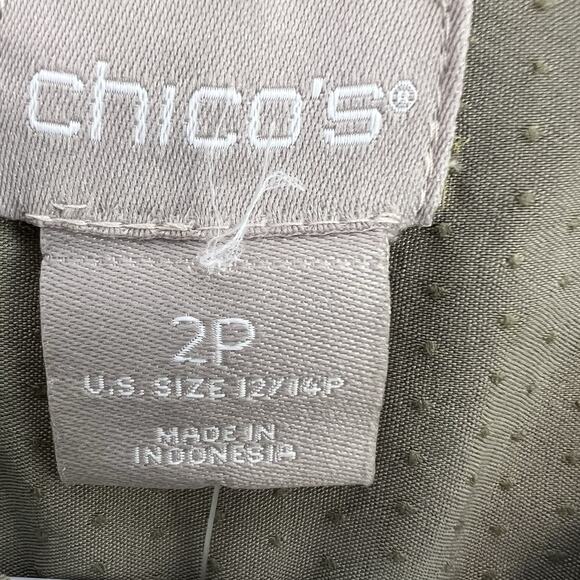 chico's®
2P
U.S. SIZE 12/14P
MADE IN
INDONESIA